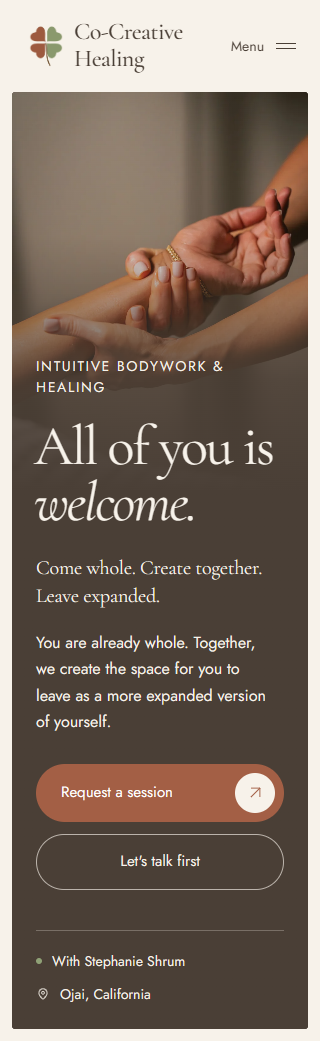 Co-Creative
Healing
Menu
INTUITIVE BODYWORK &
HEALING
All of you is
welcome.
Come whole. Create together.
Leave expanded.
You are already whole. Together,
we create the space for you to
leave as a more expanded version
of yourself.
Request a session
Let's talk first
With Stephanie Shrum
Ojai, California